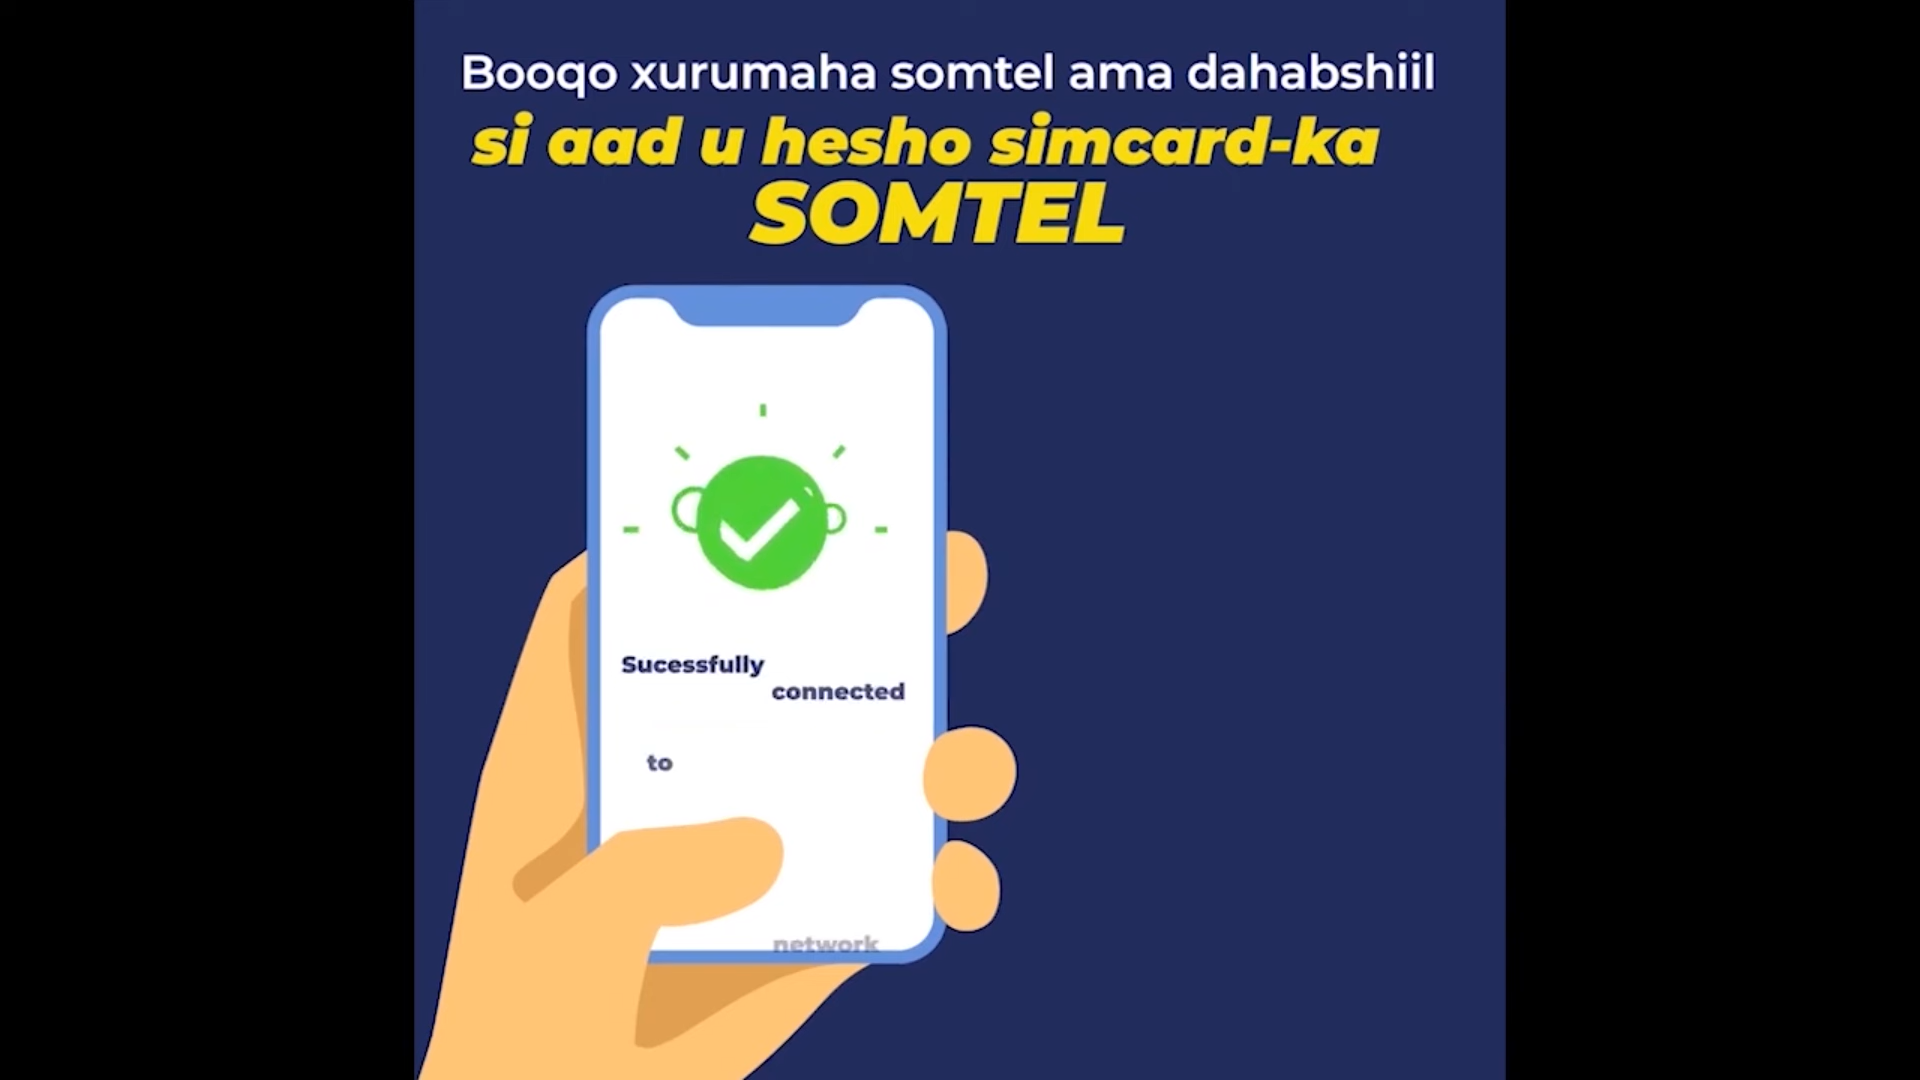 Booqo xurumaha somtel ama dahabshiil
si aad u hesho simcard-ka
SOMTEL
Sucessfully
connected
to
network